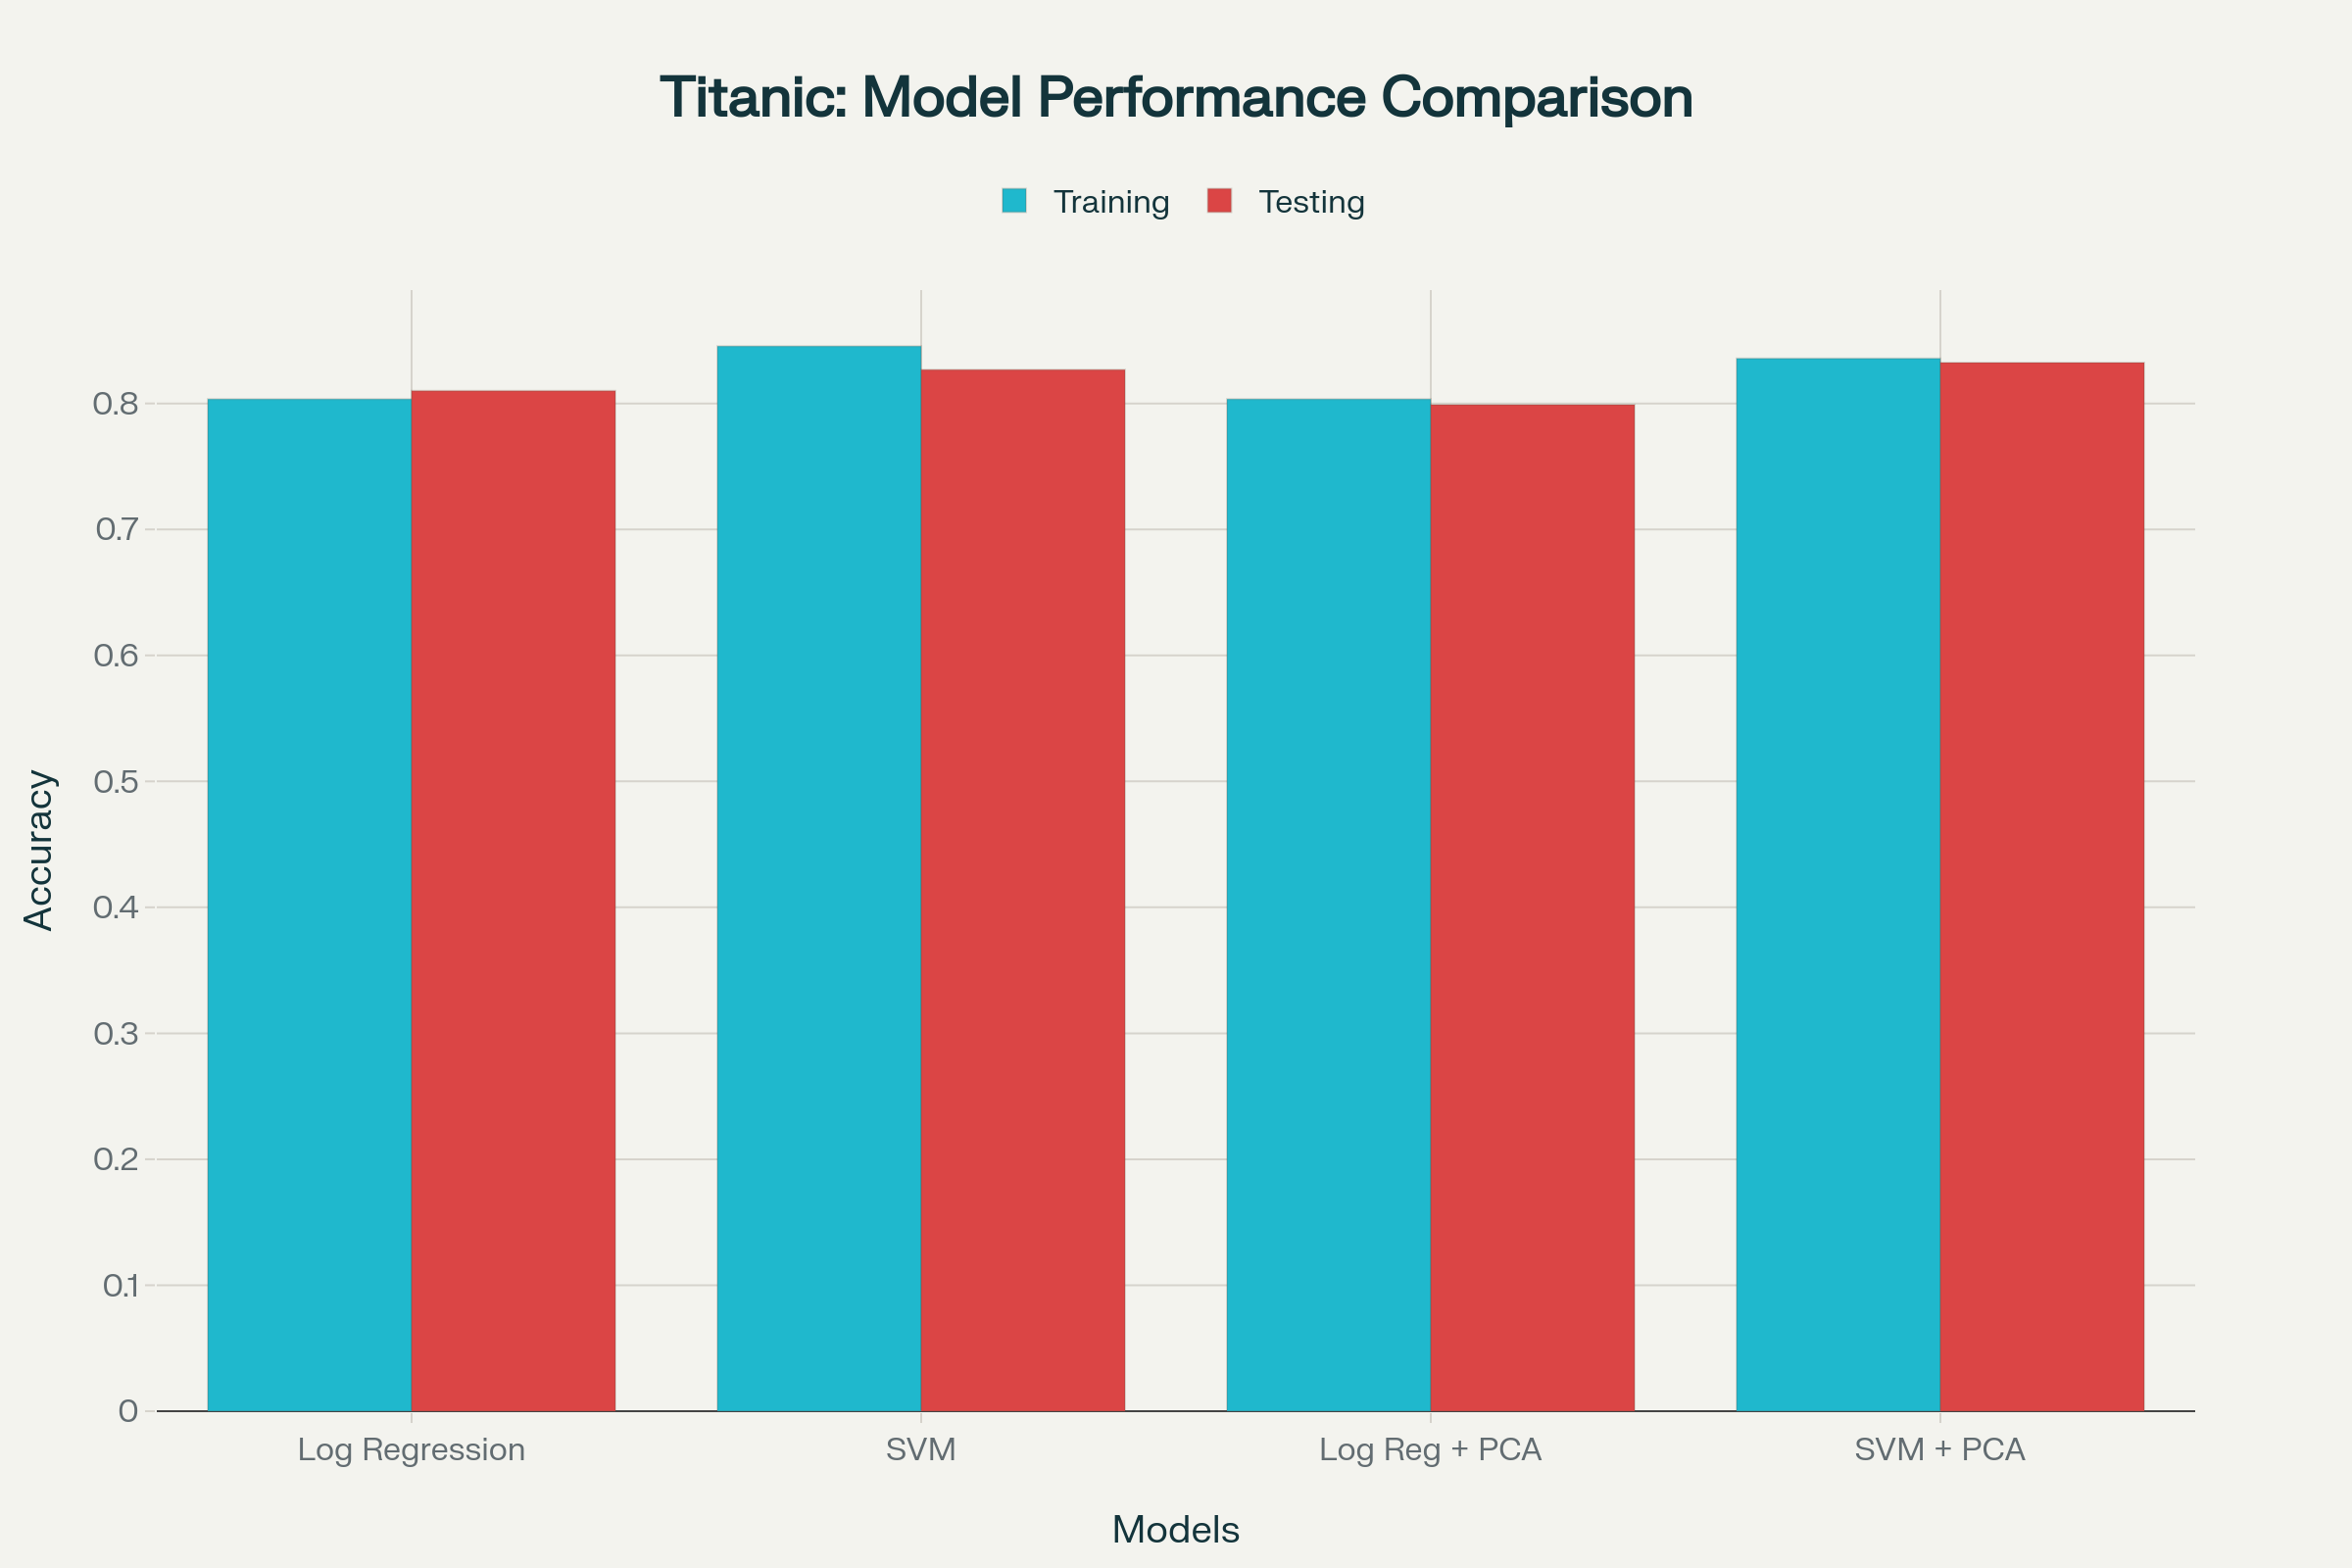 Titanic: Model Performance Comparison
Training
Testing
Accuracy
0.8
0.7
0.6
0.5
0.4
0.3
0.2
0.1
0
Log Regression
SVM
Log Reg + PCA
SVM + PCA
Models